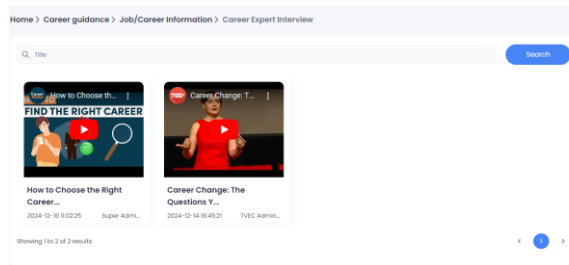 Home > Career guidance > Job/Career Information > Career Expert Interview
Title
Search
How to Choose th...
FIND THE RIGHT CAREER
TEDx
Career Change: T...
How to Choose the Right
Career...
2024-12-16 11:02:25 Super Admi...
Career Change: The
Questions Y...
2024-12-14 16:45:21 TVEC Admin...
Showing 1 to 2 of 2 results
< 1 >